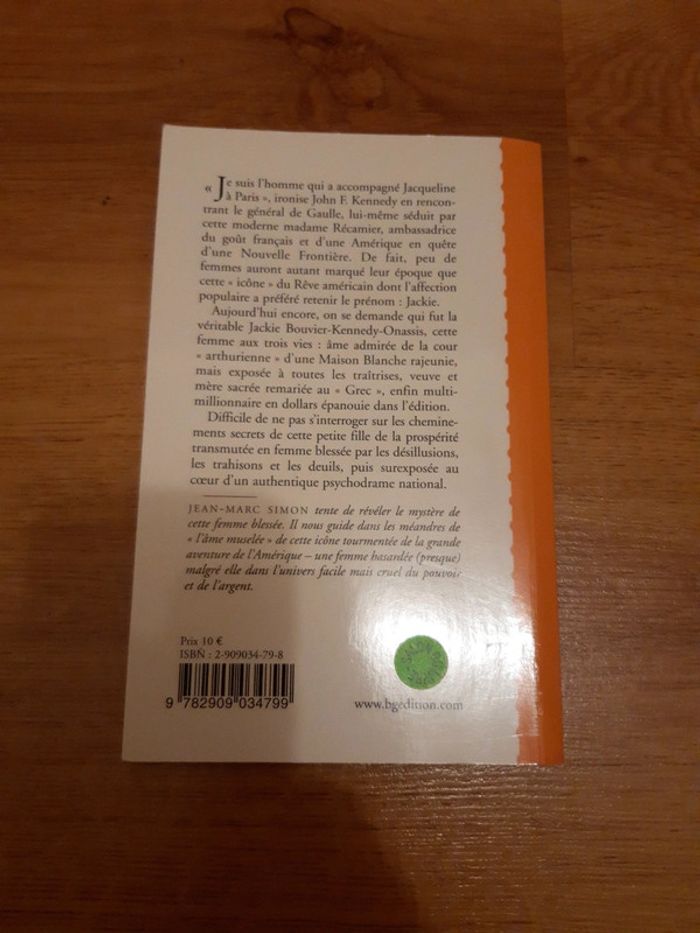 « Je suis l'homme qui a accompagné Jacqueline
à Paris », ironise John F. Kennedy en rencon-
trant le général de Gaulle, lui-même séduit par
cette moderne madame Récamier, ambassadrice
du goût français et d'une Amérique en quête
d'une Nouvelle Frontière. De fait, peu de
femmes auront autant marqué leur époque que
cette « icône » du Rêve américain dont l'affection
populaire a préféré retenir le prénom : Jackie.
Aujourd'hui encore, on se demande qui fut la
véritable Jackie Bouvier-Kennedy-Onassis, cette
femme aux trois vies : âme admirée de la cour
« arthurienne » d'une Maison Blanche rajeunie,
mais exposée à toutes les traîtrises, veuve et
mère sacrée remariée au « Grec », enfin multi-
millionnaire en dollars épanouie dans l'édition.
Difficile de ne pas s'interroger sur les chemine-
ments secrets de cette petite fille de la prospérité
transmutée en femme blessée par les désillusions,
les trahisons et les deuils, puis surexposée au
cœur d'un authentique psychodrame national.
JEAN-MARC SIMON tente de révéler le mystère de
cette femme blessée. Il nous guide dans les méandres de
« l'âme muselée » de cette icône tourmentée de la grande
aventure de l'Amérique – une femme hasardée (presque)
malgré elle dans l'univers facile mais cruel du pouvoir
et de l'argent.
Prix 10 €
ISBN : 2-909034-79-8
9 782909 034799
SALON
www.bgedition.com